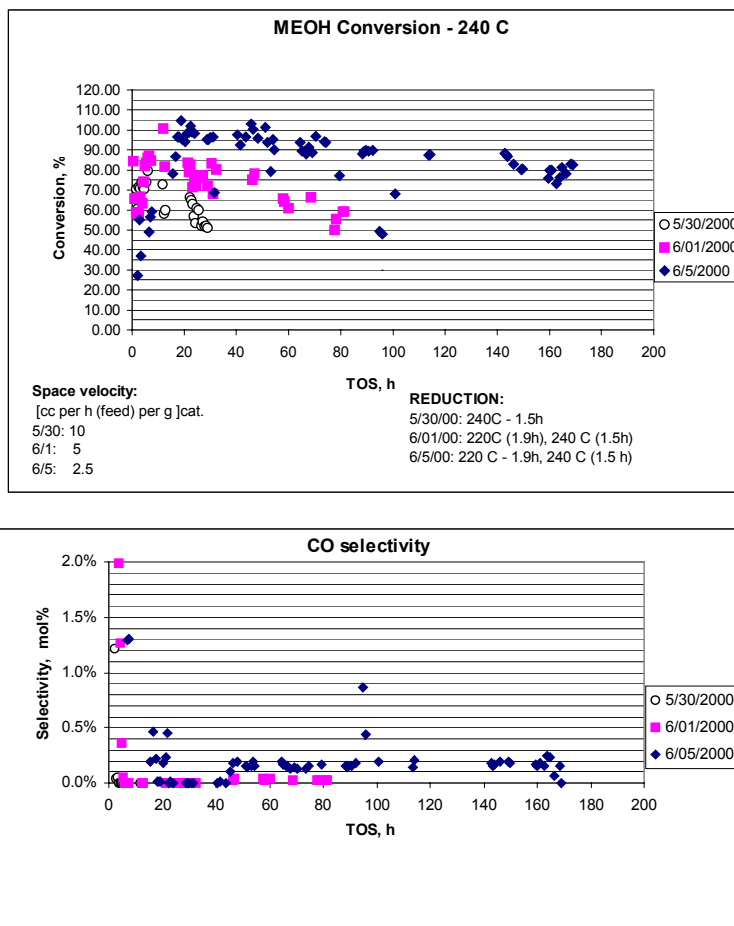 MEOH Conversion - 240 C
120.00
110.00
100.00
90.00
80.00
70.00
60.00
50.00
40.00
30.00
20.00
10.00
0.00
Conversion, %
0 20 40 60 80 100 120 140 160 180 200
TOS, h
5/30/2000
6/01/2000
6/5/2000
Space velocity:
[cc per h (feed) per g ]cat.
5/30: 10
6/1: 5
6/5: 2.5
REDUCTION:
5/30/00: 240C - 1.5h
6/01/00: 220C (1.9h), 240 C (1.5h)
6/5/00: 220 C - 1.9h, 240 C (1.5 h)
CO selectivity
2.0%
1.5%
1.0%
0.5%
0.0%
Selectivity, mol%
0 20 40 60 80 100 120 140 160 180 200
TOS, h
5/30/2000
6/01/2000
6/05/2000